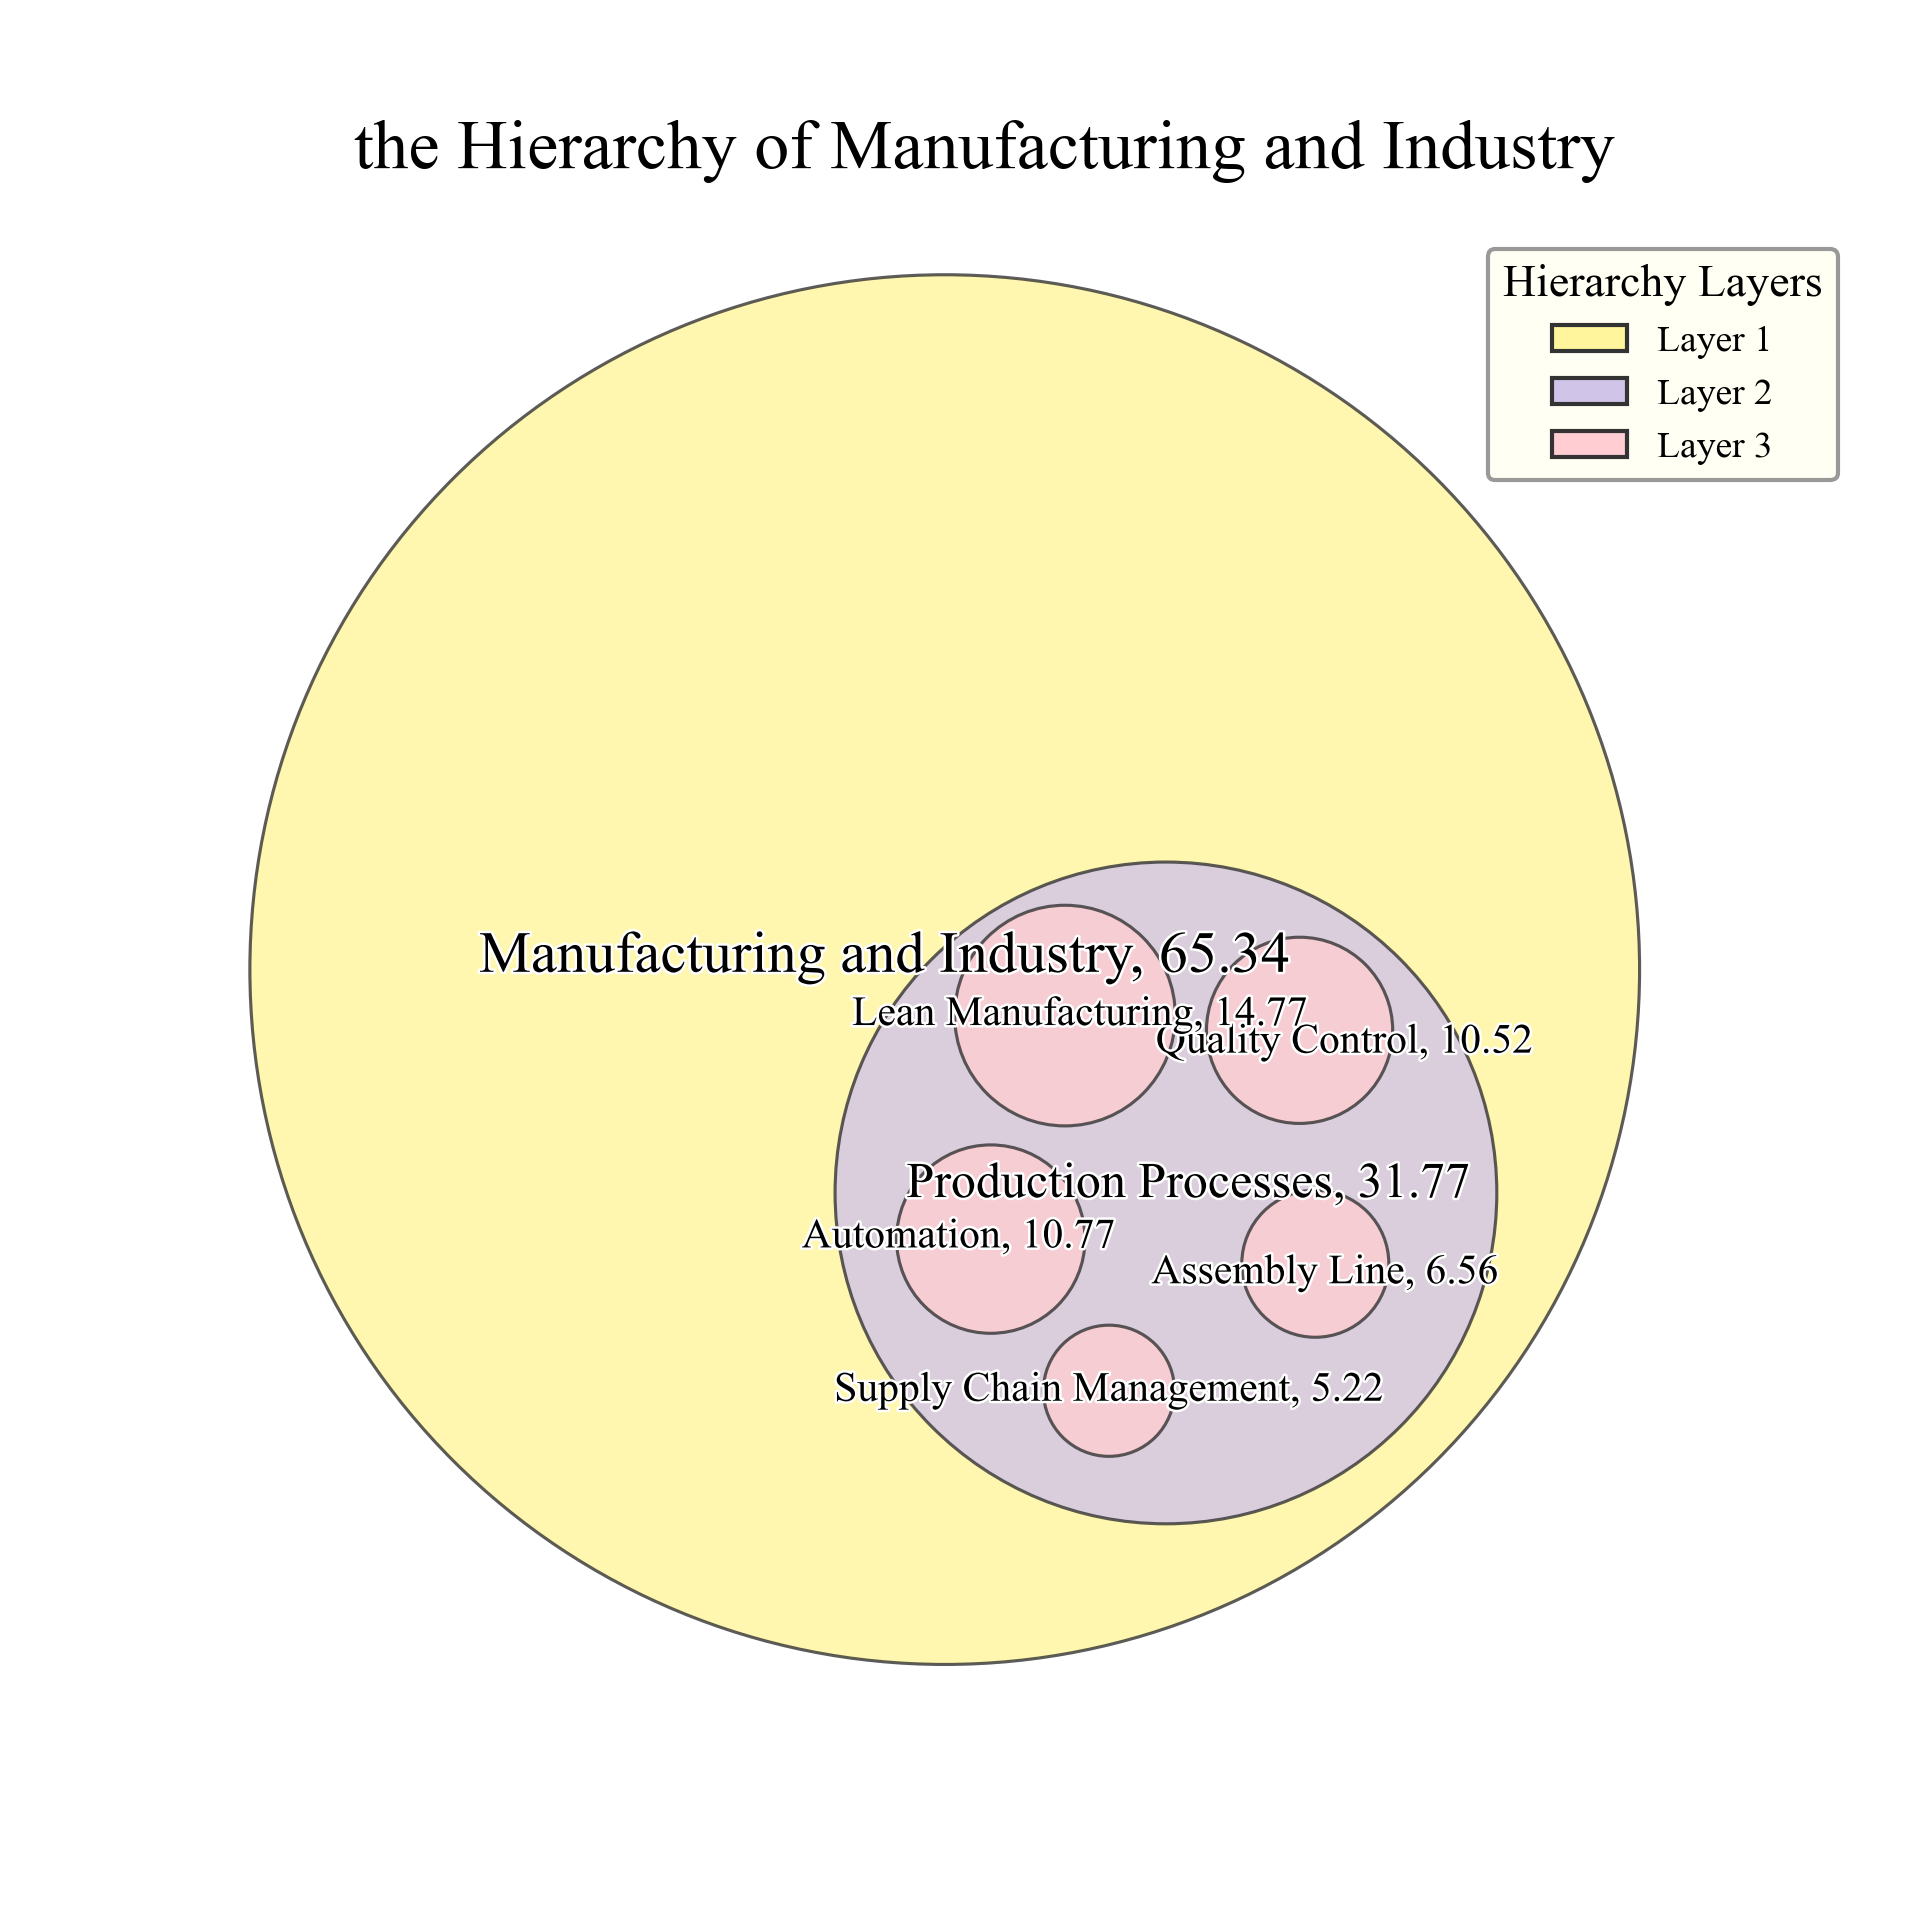 the Hierarchy of Manufacturing and Industry
Hierarchy Layers
Layer 1
Layer 2
Layer 3
Manufacturing and Industry, 65.34
Lean Manufacturing, 14.77
Quality Control, 10.52
Production Processes, 31.77
Automation, 10.77
Assembly Line, 6.56
Supply Chain Management, 5.22